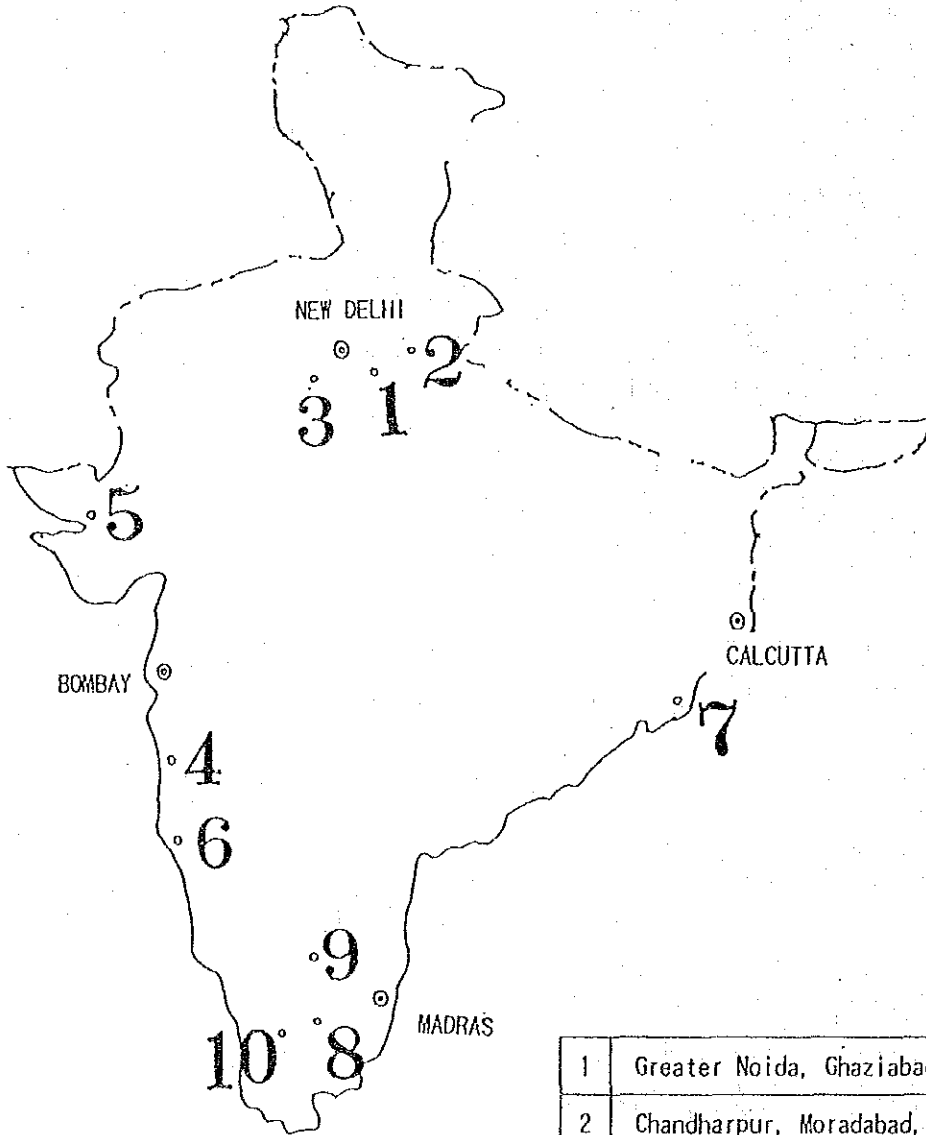 NEW DELHI
2
3
1
5
CALCUTTA
BOMBAY
7
4
6
9
MADRAS
10
8
1 Greater Noida, Ghaziaba
2 Chandharpur, Moradabad,